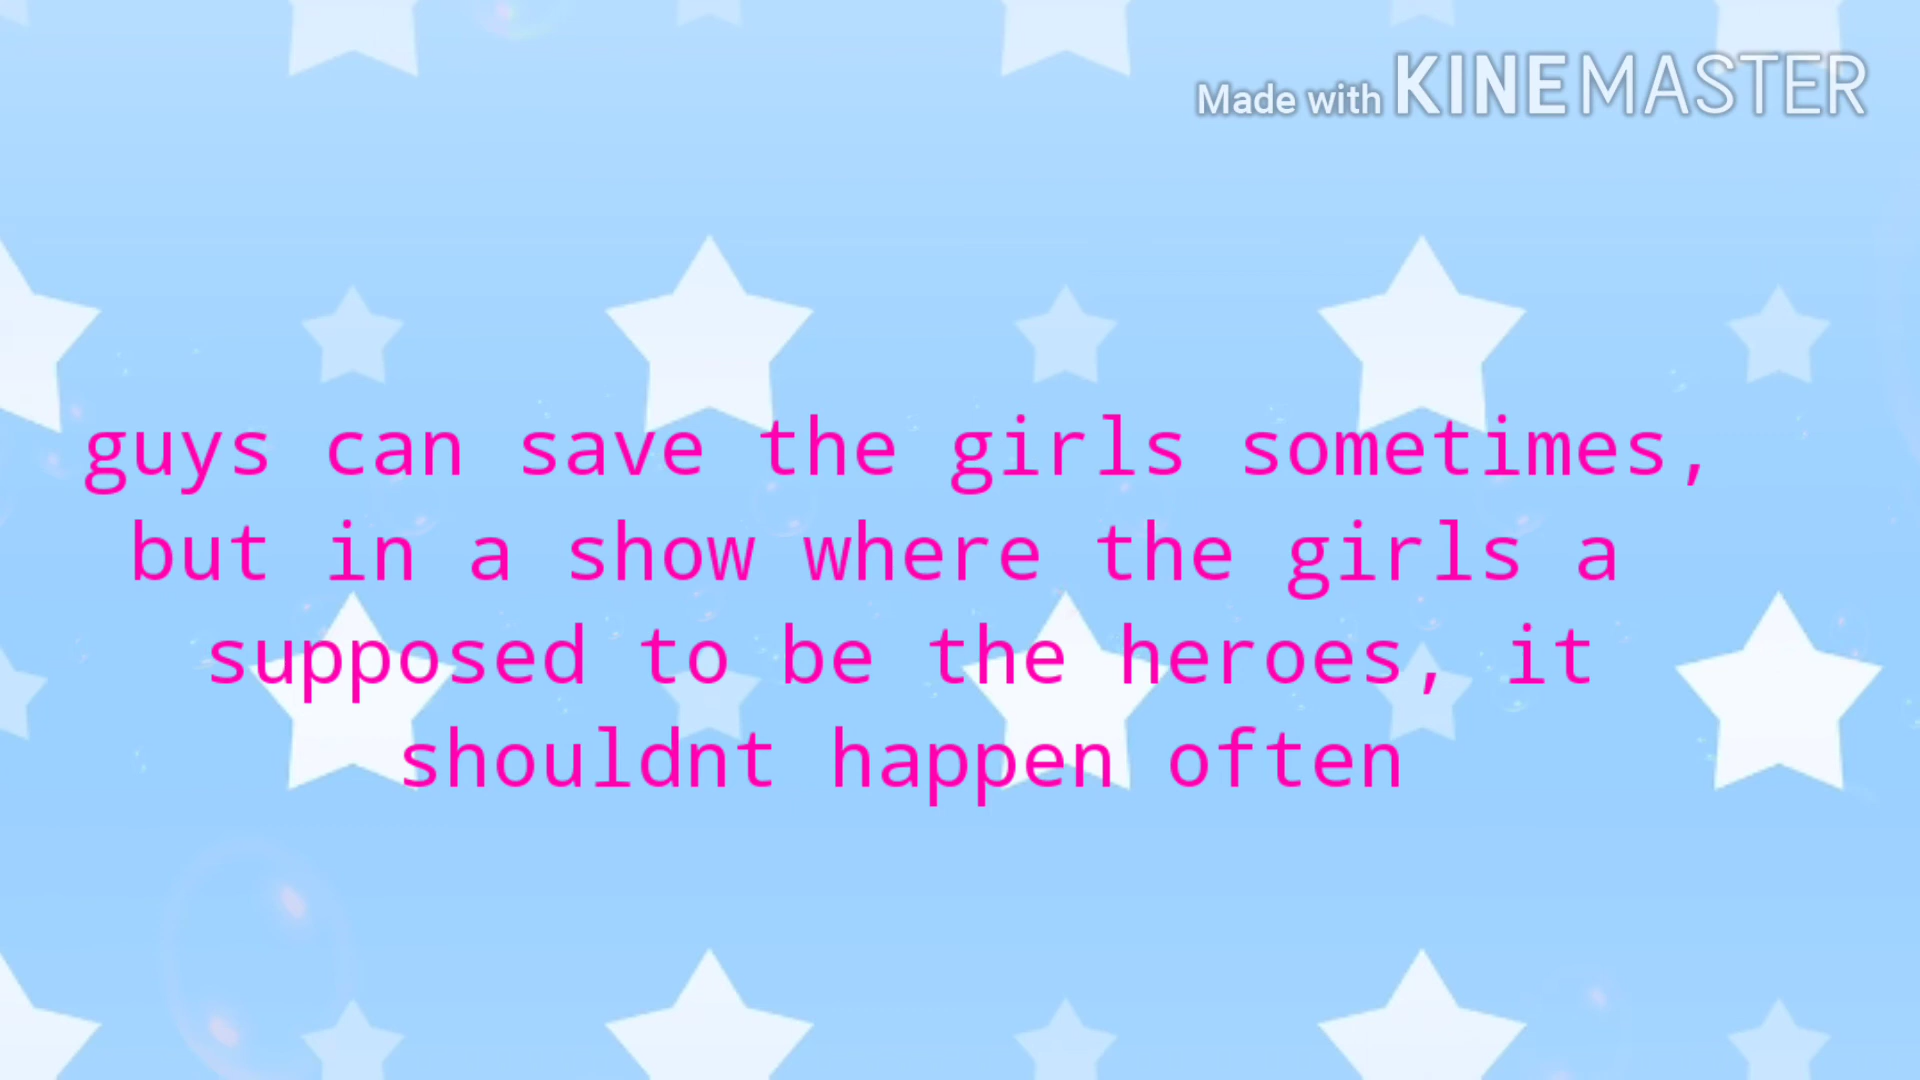 Made with KINEMASTER
guys can save the girls sometimes,
but in a show where the girls a
supposed to be the heroes, it
shouldnt happen often